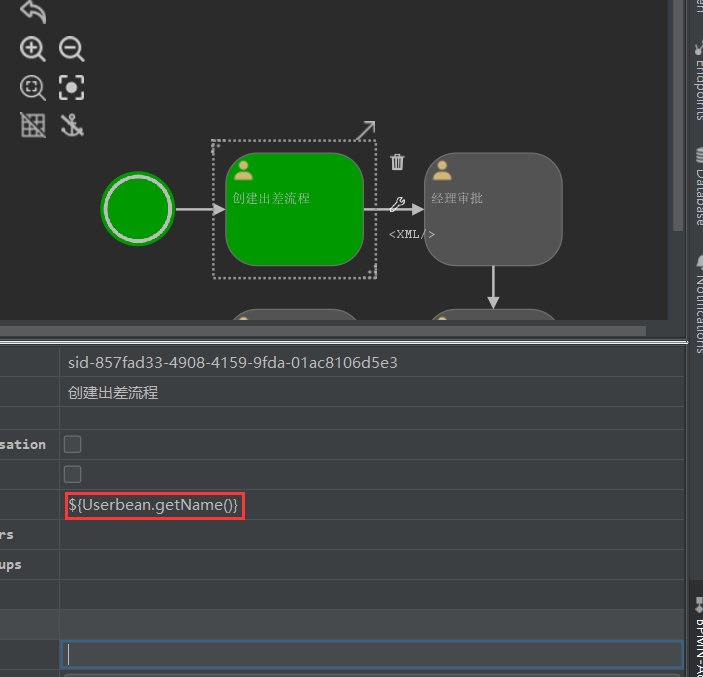 创建出差流程
经理审批
<XML/>
Endpoints
Database
Notifications
sid-857fad33-4908-4159-9fda-01ac8106d5e3
创建出差流程
sation
${Userbean.getName()}
rs
ups